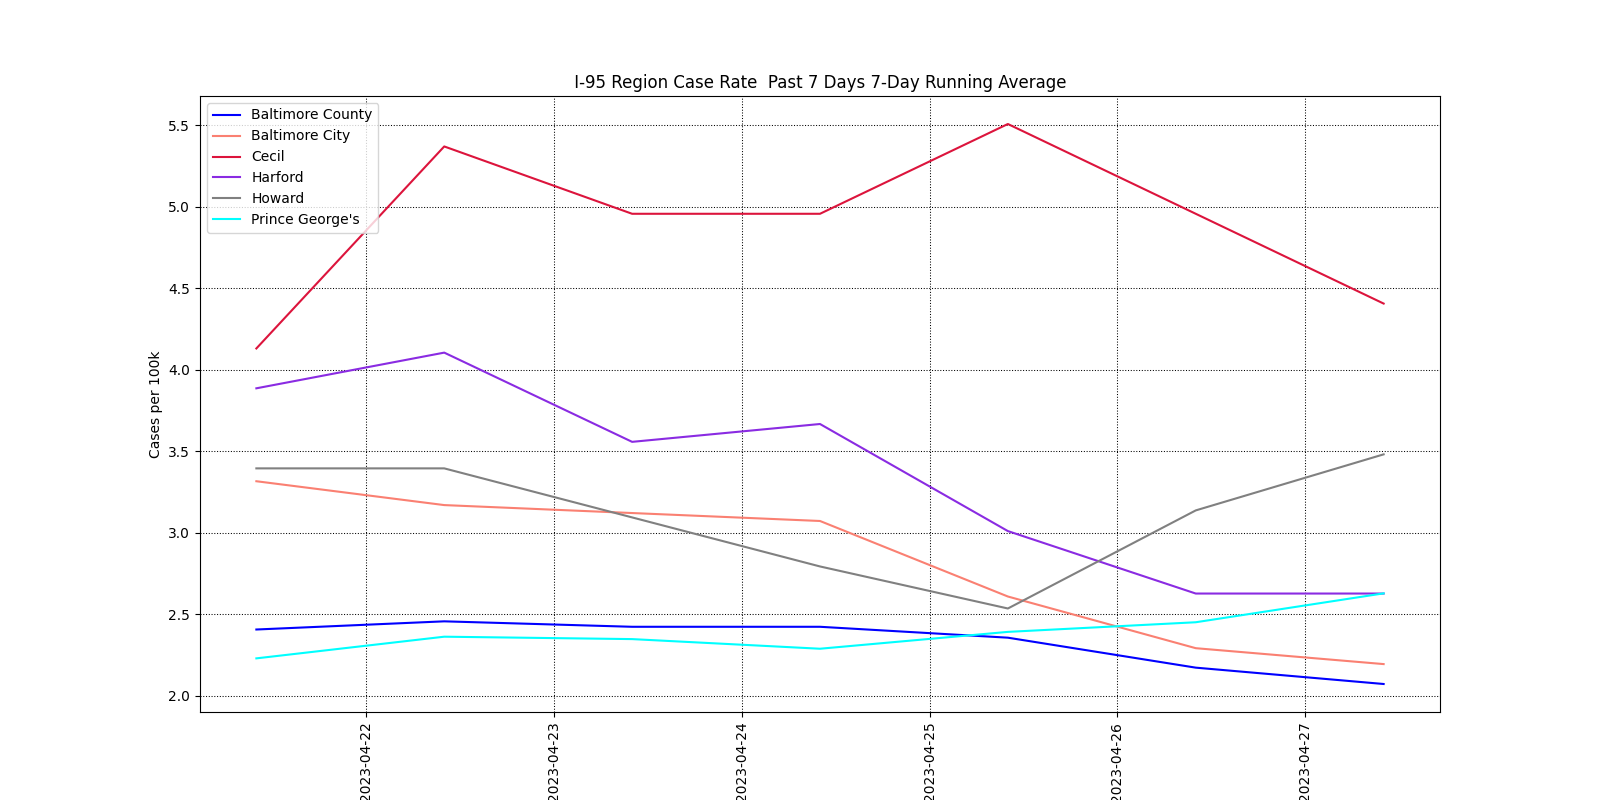 I-95 Region Case Rate  Past 7 Days 7-Day Running Average
Baltimore County
Baltimore City
Cecil
Harford
Howard
Prince George's
Cases per 100k
5.5
5.0
4.5
4.0
3.5
3.0
2.5
2.0
2023-04-22
2023-04-23
2023-04-24
2023-04-25
2023-04-26
2023-04-27